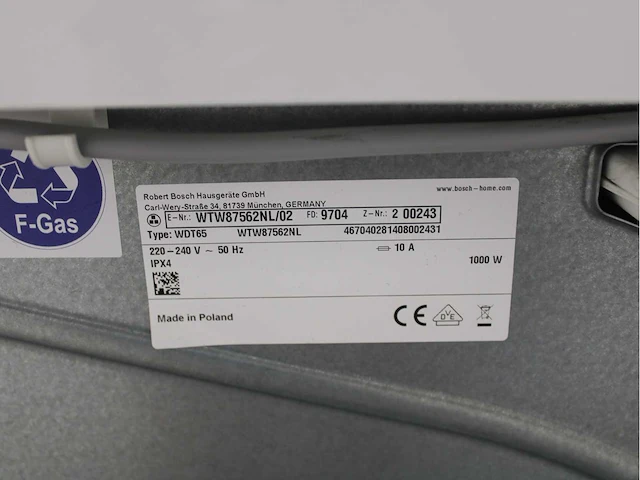 Robert Bosch Hausgeräte GmbH
www.bosch-home.com
Carl-Wery-Straße 34, 81739 München, GERMANY
E-Nr.: WTW87562NL/02 FD: 9704 Z-Nr.: 2 00243
Type: WDT65 WTW87562NL 467040281408002431
220-240 V ~ 50 Hz 10 A
IPX4 1000 W
Made in Poland
CE VDE
F-Gas